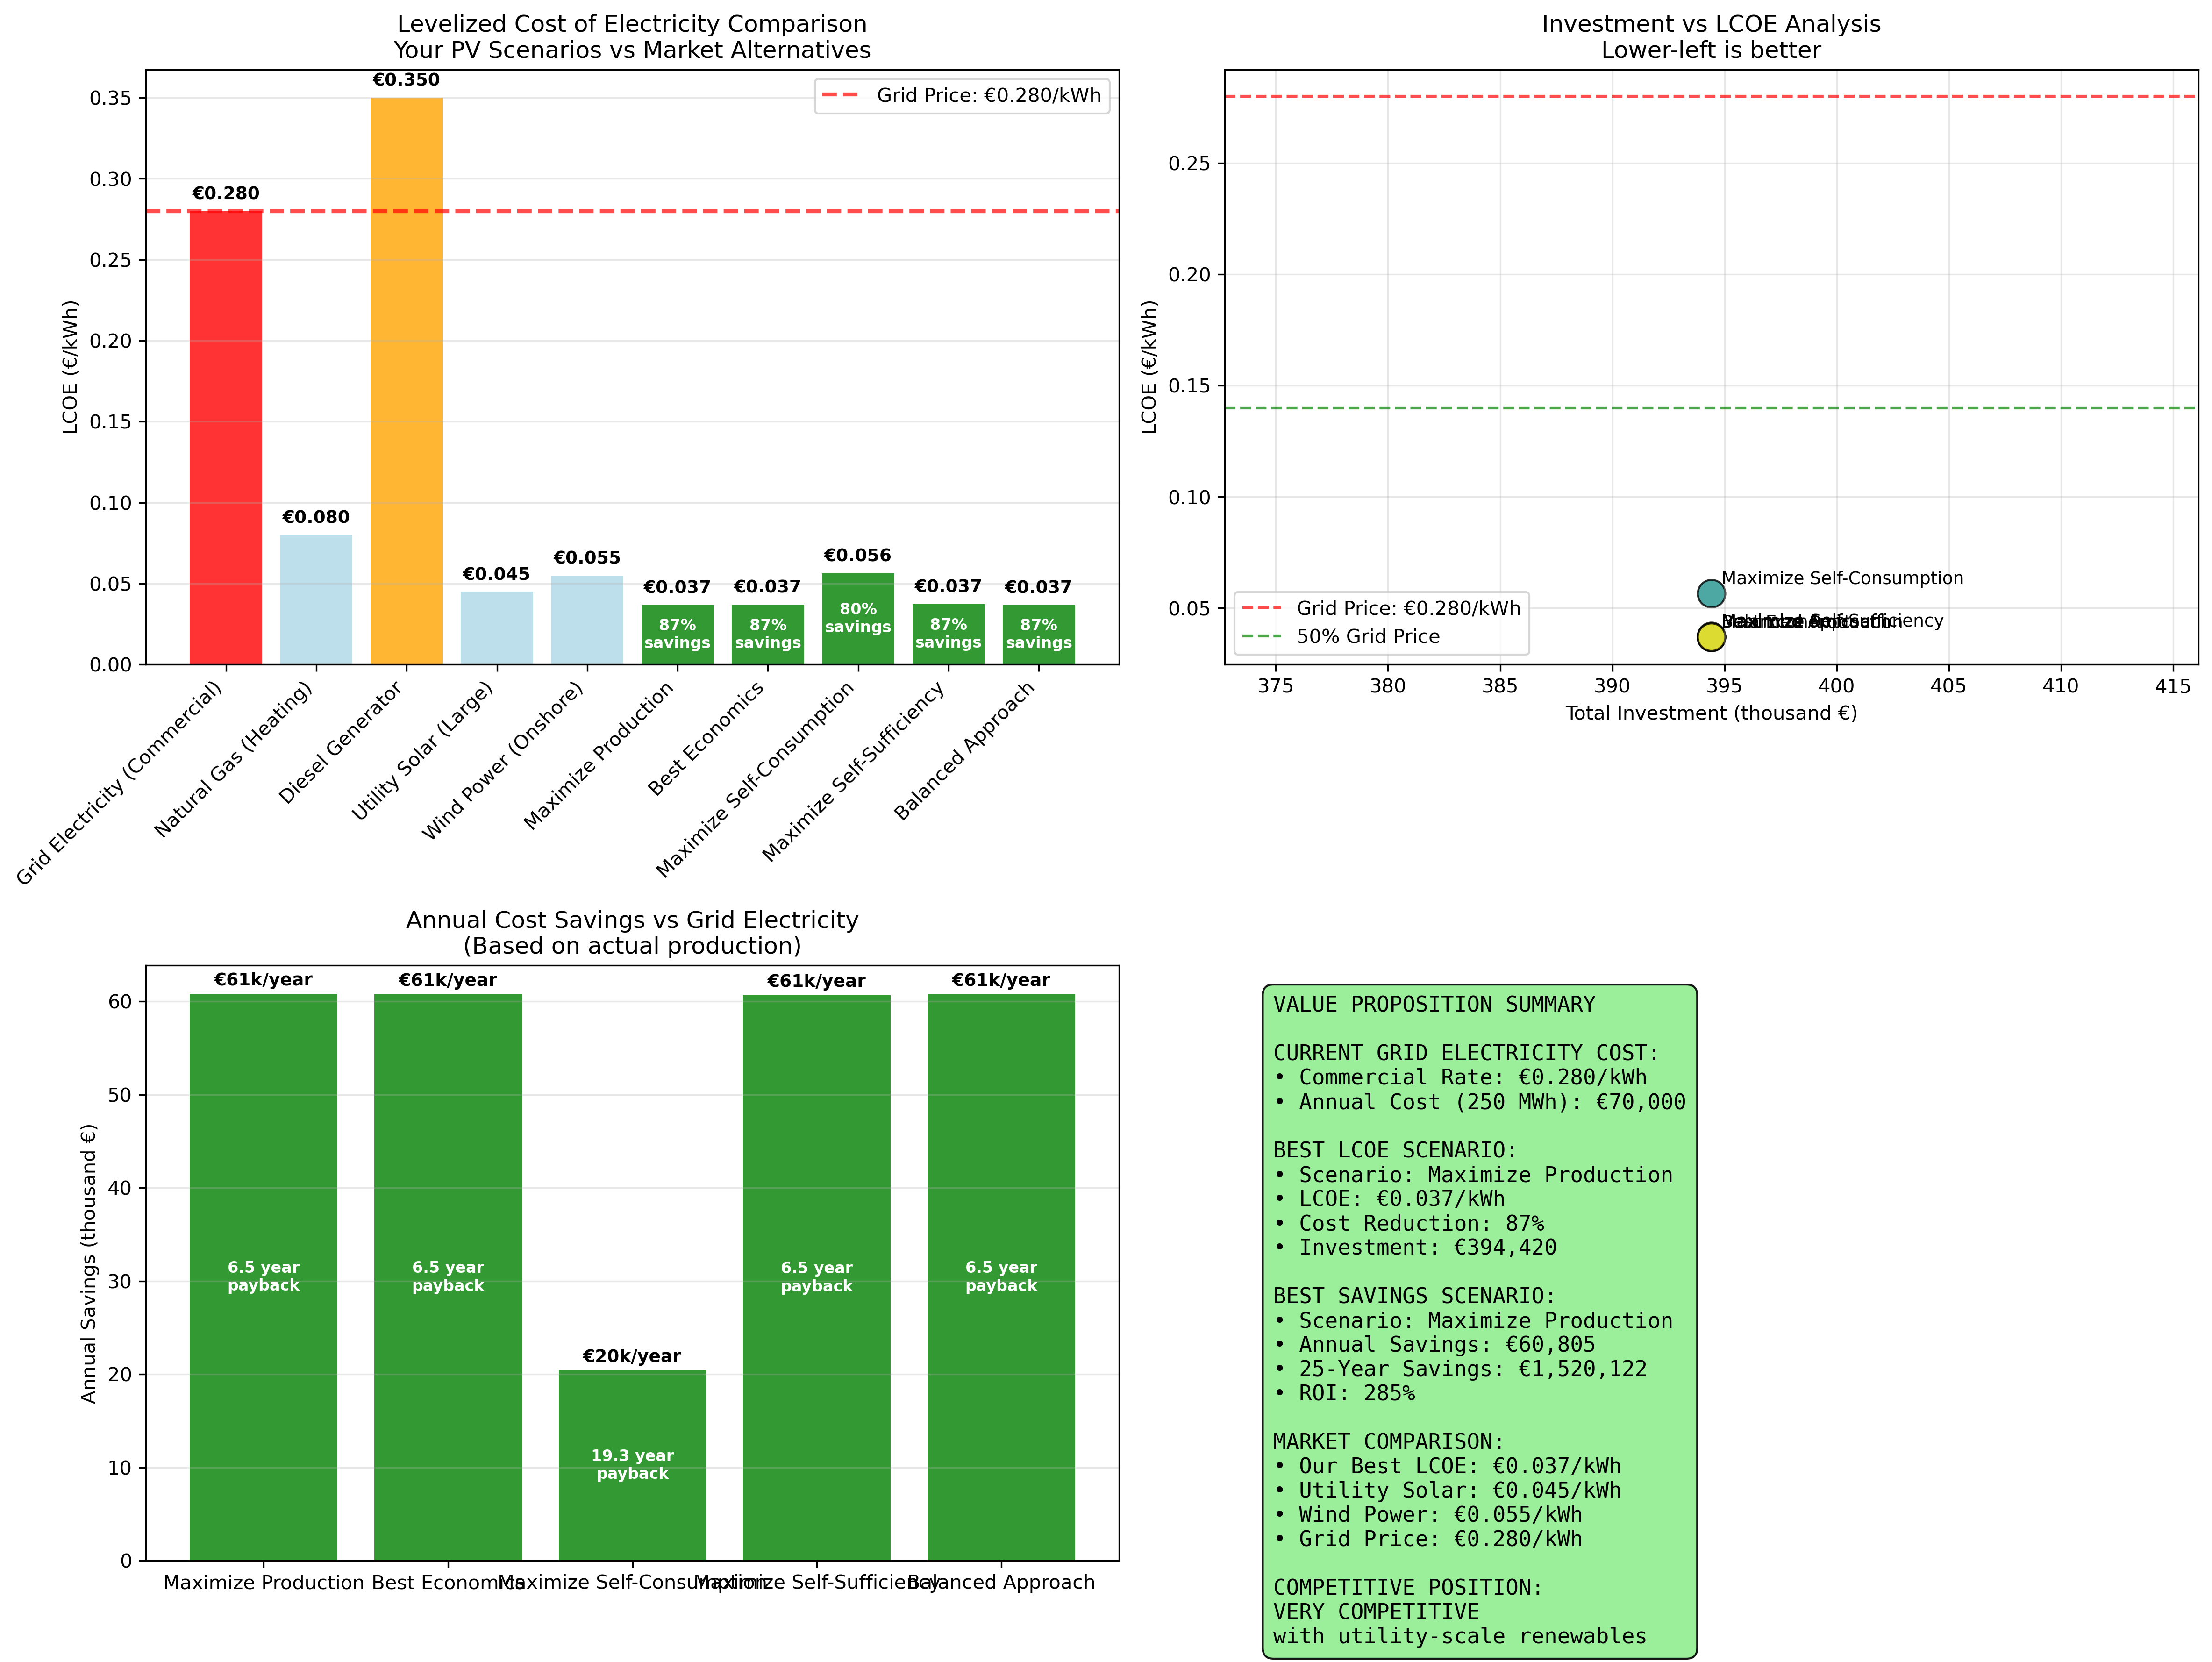 Levelized Cost of Electricity Comparison
Your PV Scenarios vs Market Alternatives
LCOE (€/kWh)
0.35
0.30
0.25
0.20
0.15
0.10
0.05
0.00
Grid Price: €0.280/kWh
€0.280
€0.080
€0.350
€0.045
€0.055
€0.037
€0.037
€0.056
€0.037
€0.037
87%
savings
87%
savings
80%
savings
87%
savings
87%
savings
Grid Electricity (Commercial)
Natural Gas (Heating)
Diesel Generator
Utility Solar (Large)
Wind Power (Onshore)
Maximize Production
Best Economics
Maximize Self-Consumption
Maximize Self-Sufficiency
Balanced Approach
Investment vs LCOE Analysis
Lower-left is better
LCOE (€/kWh)
0.25
0.20
0.15
0.10
0.05
Maximize Self-Consumption
Grid Price: €0.280/kWh
50% Grid Price
375
380
385
390
395
400
405
410
415
Total Investment (thousand €)
Annual Cost Savings vs Grid Electricity
(Based on actual production)
Annual Savings (thousand €)
60
50
40
30
20
10
0
€61k/year
€61k/year
€20k/year
€61k/year
€61k/year
6.5 year
payback
6.5 year
payback
19.3 year
payback
6.5 year
payback
6.5 year
payback
Maximize Production
Best Economics
Maximize Self-Consumption
Maximize Self-Sufficiency
Balanced Approach
VALUE PROPOSITION SUMMARY
CURRENT GRID ELECTRICITY COST:
• Commercial Rate: €0.280/kWh
• Annual Cost (250 MWh): €70,000
BEST LCOE SCENARIO:
• Scenario: Maximize Production
• LCOE: €0.037/kWh
• Cost Reduction: 87%
• Investment: €394,420
BEST SAVINGS SCENARIO:
• Scenario: Maximize Production
• Annual Savings: €60,805
• 25-Year Savings: €1,520,122
• ROI: 285%
MARKET COMPARISON:
• Our Best LCOE: €0.037/kWh
• Utility Solar: €0.045/kWh
• Wind Power: €0.055/kWh
• Grid Price: €0.280/kWh
COMPETITIVE POSITION:
VERY COMPETITIVE
with utility-scale renewables